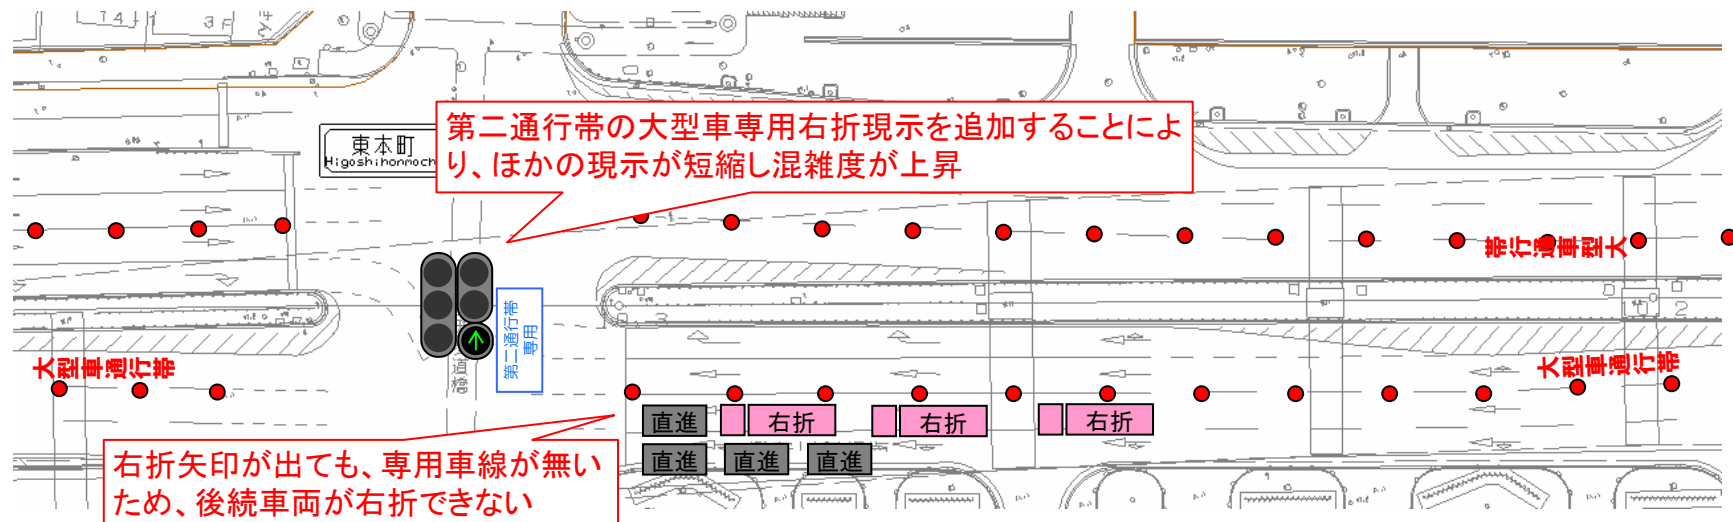 第二通行帯の大型車専用右折現示を追加することによ
り、ほかの現示が短縮し混雑度が上昇
東本町
Higashihonmoch
大型車通行帯
第二通行帯
専用
大型車通行帯
大型車通行帯
直進
右折
右折
右折
直進
直進
直進
右折矢印が出ても、専用車線が無い
ため、後続車両が右折できない